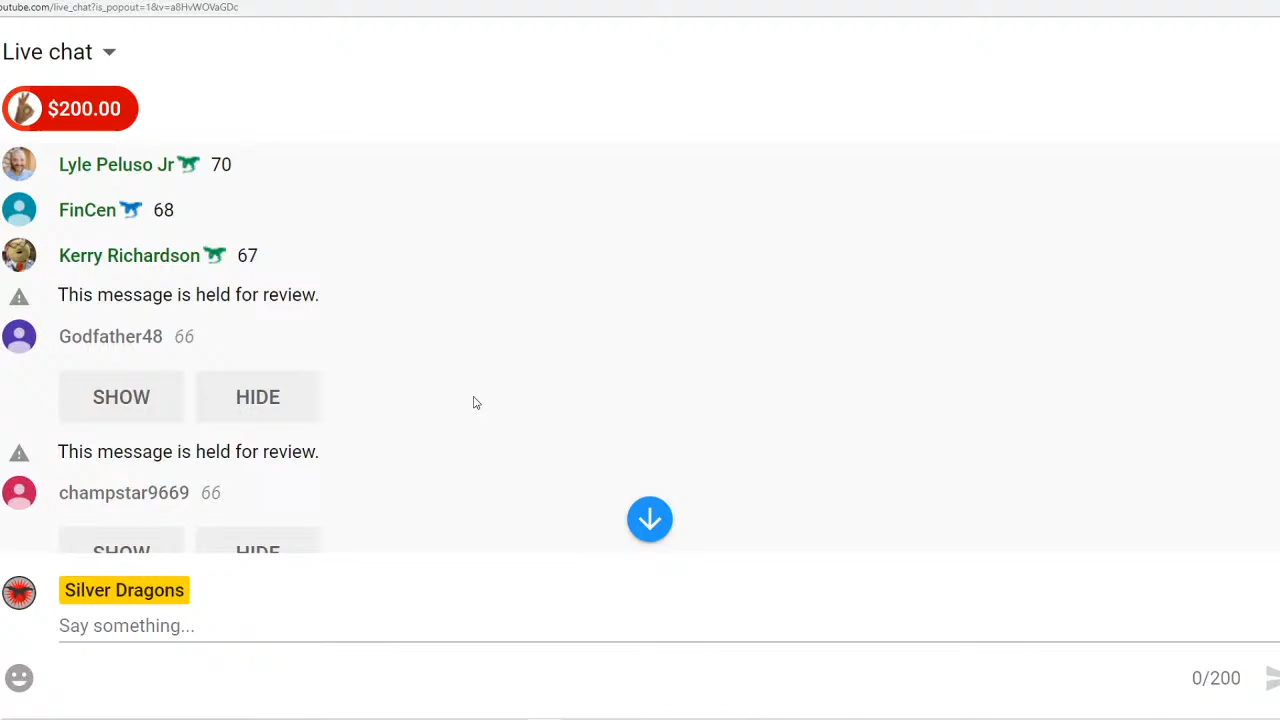 outube.com/live_chat?is_popout=1&v=a8HvWOVaGDc
Live chat
$200.00
Lyle Peluso Jr 70
FinCen 68
Kerry Richardson 67
This message is held for review.
Godfather48 66
SHOW HIDE
This message is held for review.
champstar9669 66
SHOW HIDE
Silver Dragons
Say something...
0/200